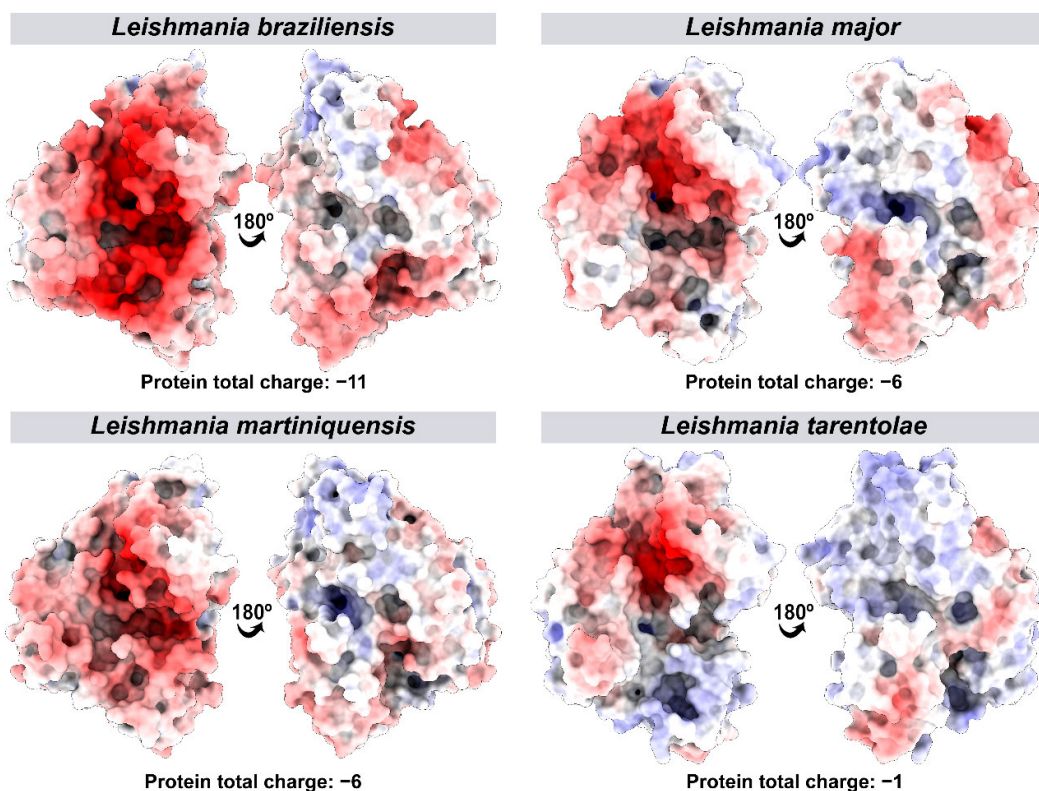 Leishmania braziliensis
180º
Protein total charge: −11
Leishmania major
180º
Protein total charge: −6
Leishmania martiniquensis
180º
Protein total charge: −6
Leishmania tarentolae
180º
Protein total charge: −1